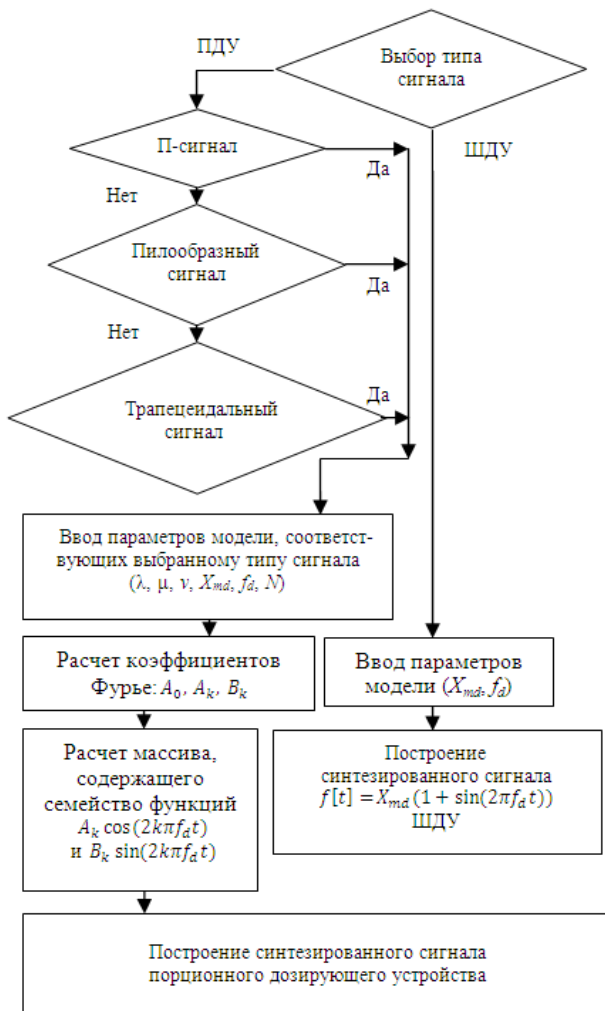 ПДУ
Выбор типа
сигнала
П-сигнал
ШДУ
Да
Нет
Пилообразный
сигнал
Да
Нет
Трапецеидальный
сигнал
Да
Ввод параметров модели, соответст-
вующих выбранному типу сигнала
(λ, μ, ν, X_md, f_d, N)
Расчет коэффициентов
Фурье: A_0, A_k, B_k
Ввод параметров
модели (X_md, f_d)
Расчет массива,
содержащего
семейство функций
A_k cos(2kπf_d t)
и B_k sin(2kπf_d t)
Построение
синтезированного сигнала
f[t] = X_md (1 + sin(2πf_d t))
ШДУ
Построение синтезированного сигнала
порционного дозирующего устройства